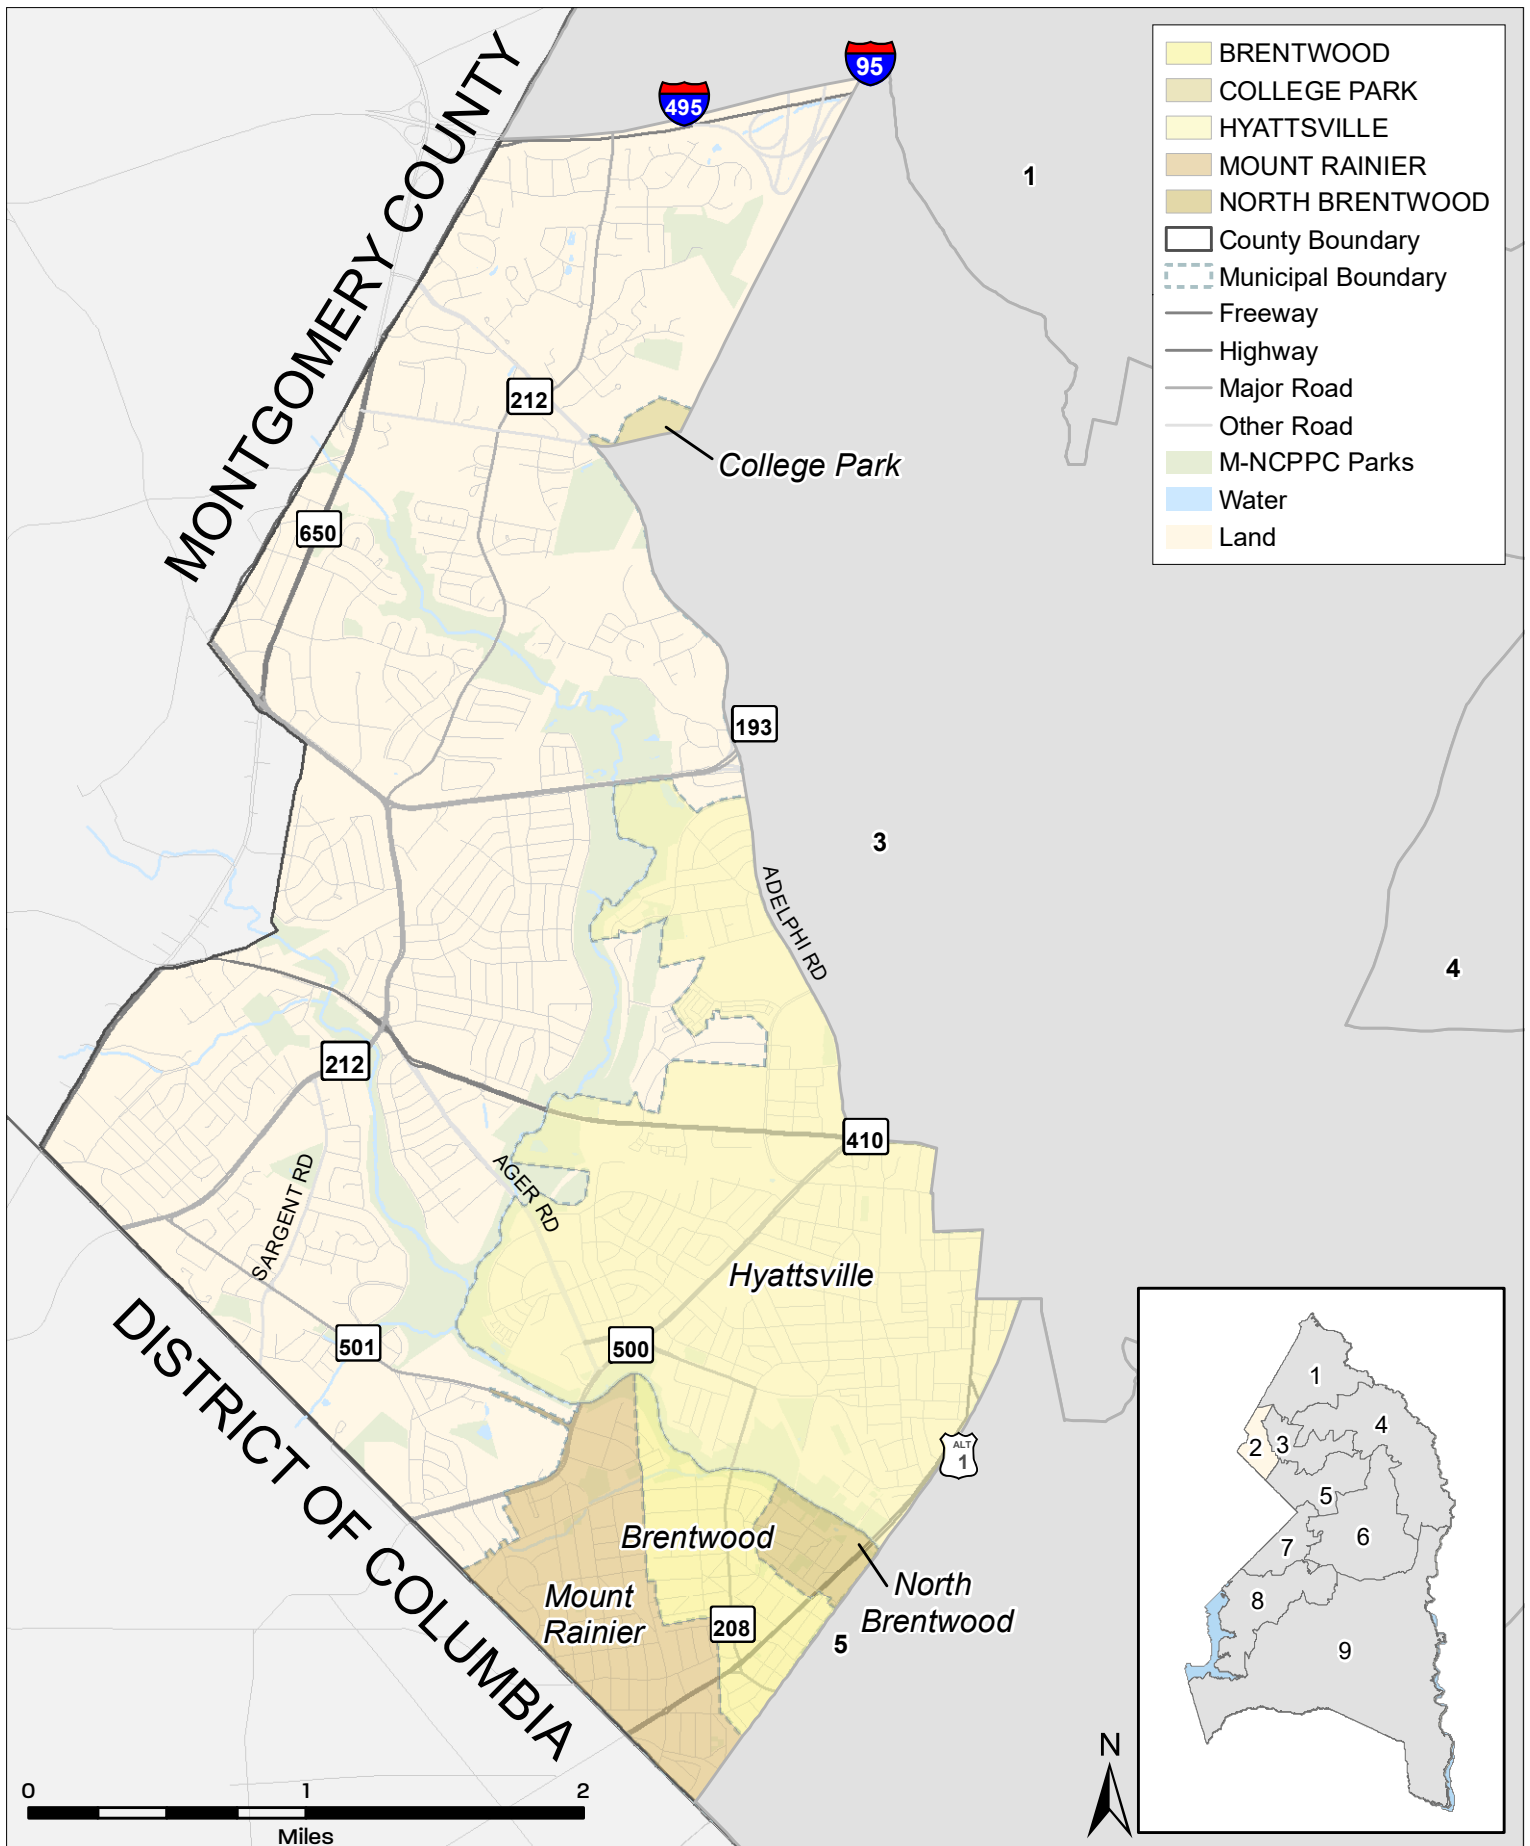 MONTGOMERY COUNTY
95
495
BRENTWOOD
COLLEGE PARK
HYATTSVILLE
MOUNT RAINIER
NORTH BRENTWOOD
County Boundary
Municipal Boundary
Freeway
Highway
Major Road
Other Road
M-NCPPC Parks
Water
Land
1
212
College Park
650
193
3
ADELPHI RD
4
212
410
SARGENT RD
AGER RD
Hyattsville
501
500
ALT
1
DISTRICT OF COLUMBIA
Brentwood
Mount
Rainier
North
Brentwood
208
5
1
4
2
3
5
6
7
8
9
N
0 1 2
Miles